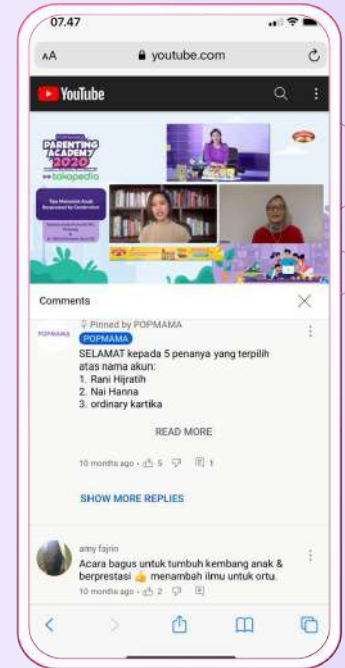 07.47
AA youtube.com
YouTube
POPMAMA
PARENTING
ACADEMY
2020
tokopedia
Comments
POPMAMA
Pinned by POPMAMA
POPMAMA
SELAMAT kepada 5 penanya yang terpilih
atas nama akun:
1. Rani Hijratih
2. Nai Hanna
3. ordinary kartika
READ MORE
10 months ago 5 1
SHOW MORE REPLIES
amy fajrin
Acara bagus untuk tumbuh kembang anak &
berprestasi 👍 menambah ilmu untuk ortu.
10 months ago 2